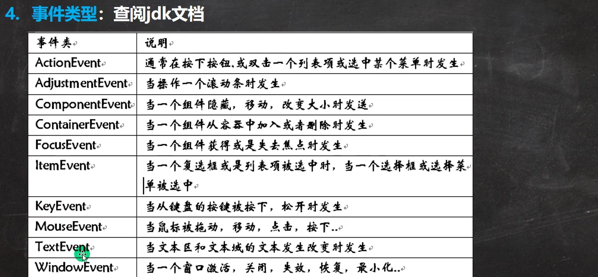 4. 事件类型：查阅jdk文档
事件类 说明
ActionEvent 通常在按下按钮,或双击一个列表项或选中某个菜单时发生
AdjustmentEvent 当操作一个滚动条时发生
ComponentEvent 当一个组件隐藏，移动，改变大小时发送
ContainerEvent 当一个组件从容器中加入或者删除时发生
FocusEvent 当一个组件获得或是失去焦点时发生
ItemEvent 当一个复选框或是列表项被选中时，当一个选择框或选择菜
单被选中
KeyEvent 当从键盘的按键被按下，松开时发生
MouseEvent 当鼠标被拖动，移动，点击，按下..
TextEvent 当文本区和文本域的文本发生改变时发生
WindowEvent 当一个窗口激活，关闭，失效，恢复，最小化..